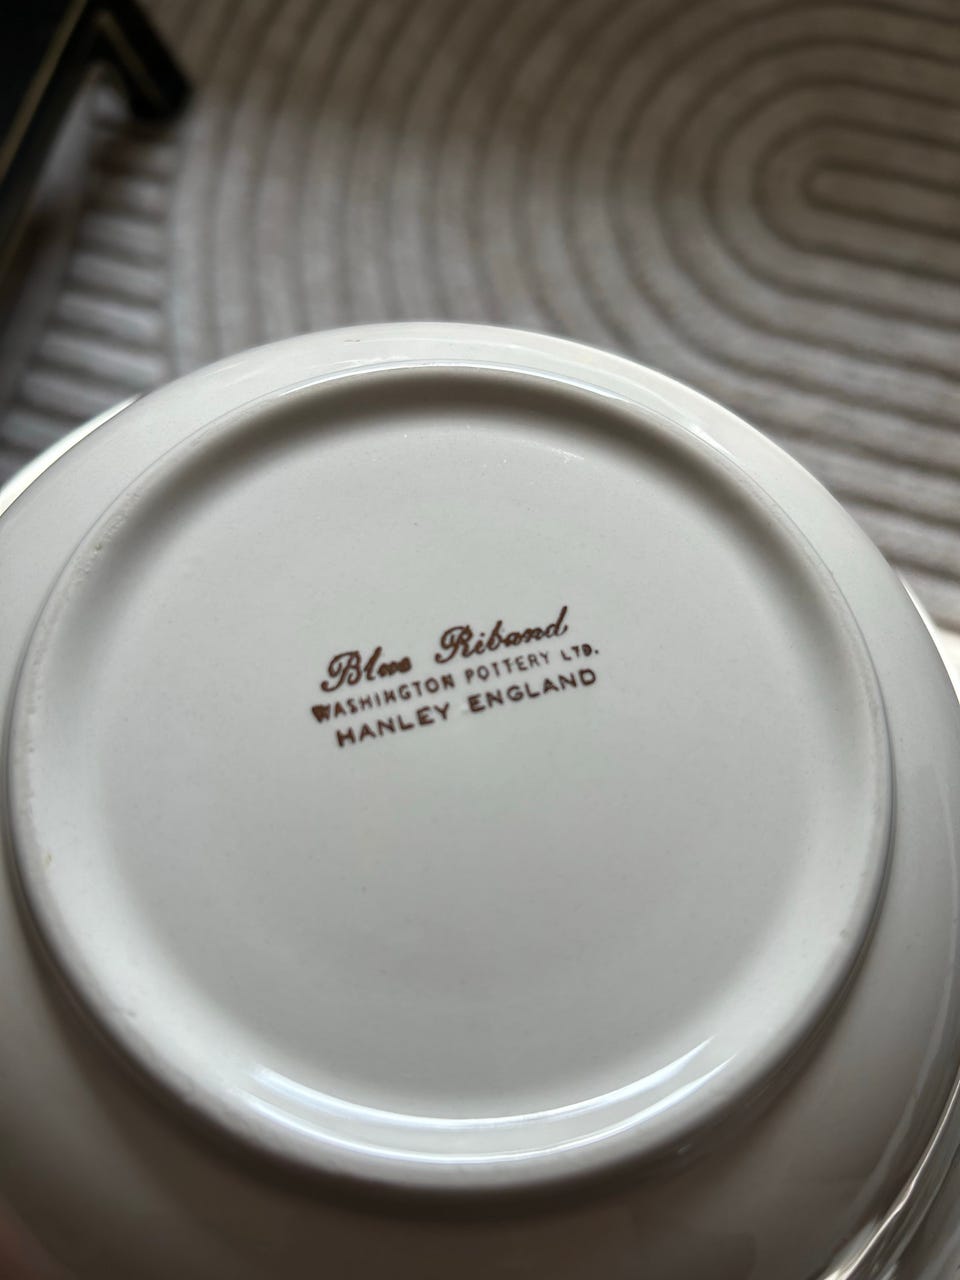 Blue Riband
WASHINGTON POTTERY LTD.
HANLEY ENGLAND